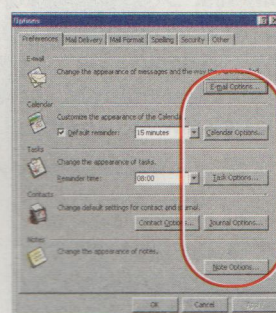 Options
Preferences Mail Delivery Mail Format Spelling Security Other
E-mail
Change the appearance of messages and the way they are
E-mail Options...
Calendar
Customize the appearance of the Calendar.
Default reminder: 15 minutes Calendar Options...
Tasks
Change the appearance of tasks.
Reminder time: 08:00 Task Options...
Contacts
Change default settings for contact and journal.
Contact Options... Journal Options...
Notes
Change the appearance of notes.
Note Options...
OK Cancel Apply